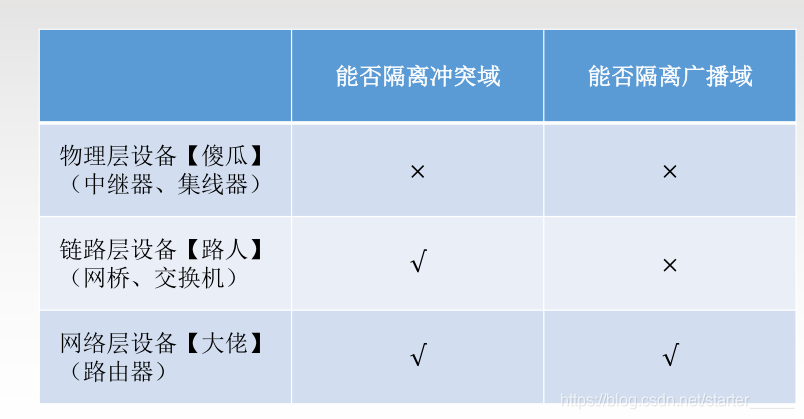 能否隔离冲突域
能否隔离广播域
物理层设备【傻瓜】
（中继器、集线器）
×
×
链路层设备【路人】
（网桥、交换机）
√
×
网络层设备【大佬】
（路由器）
√
√
https://blog.csdn.net/starter_____